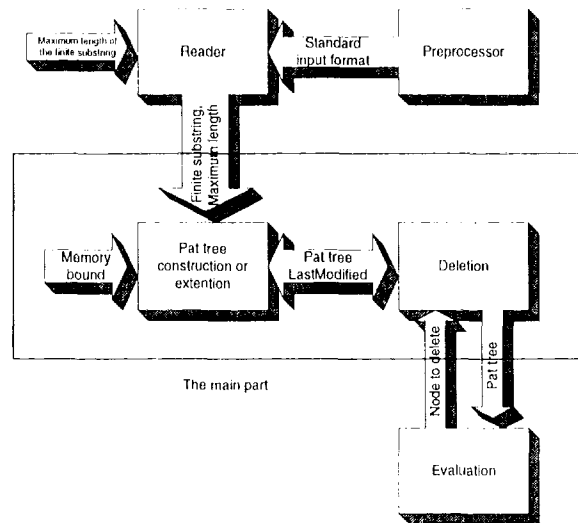 Maximum length of
the finite substring
Reader
Standard
input format
Preprocessor
Finite substring,
Maximum length
Memory
bound
Pat tree
construction or
extention
Pat tree
LastModified
Deletion
The main part
Node to delete
Pat tree
Evaluation